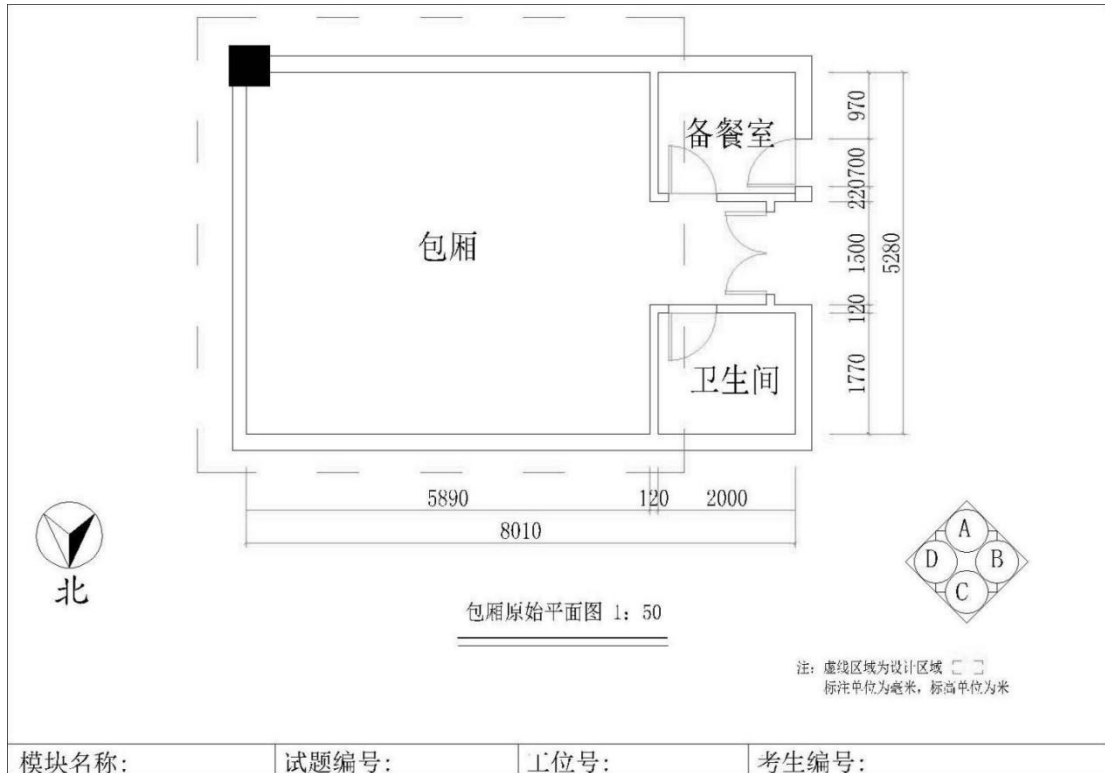 备餐室
包厢
卫生间
970
700
220
1500
120
1770
5280
5890
120
2000
8010
北
A
D
B
C
包厢原始平面图 1: 50
注: 虚线区域为设计区域
标注单位为毫米, 标高单位为米
模块名称:
试题编号:
工位号:
考生编号: